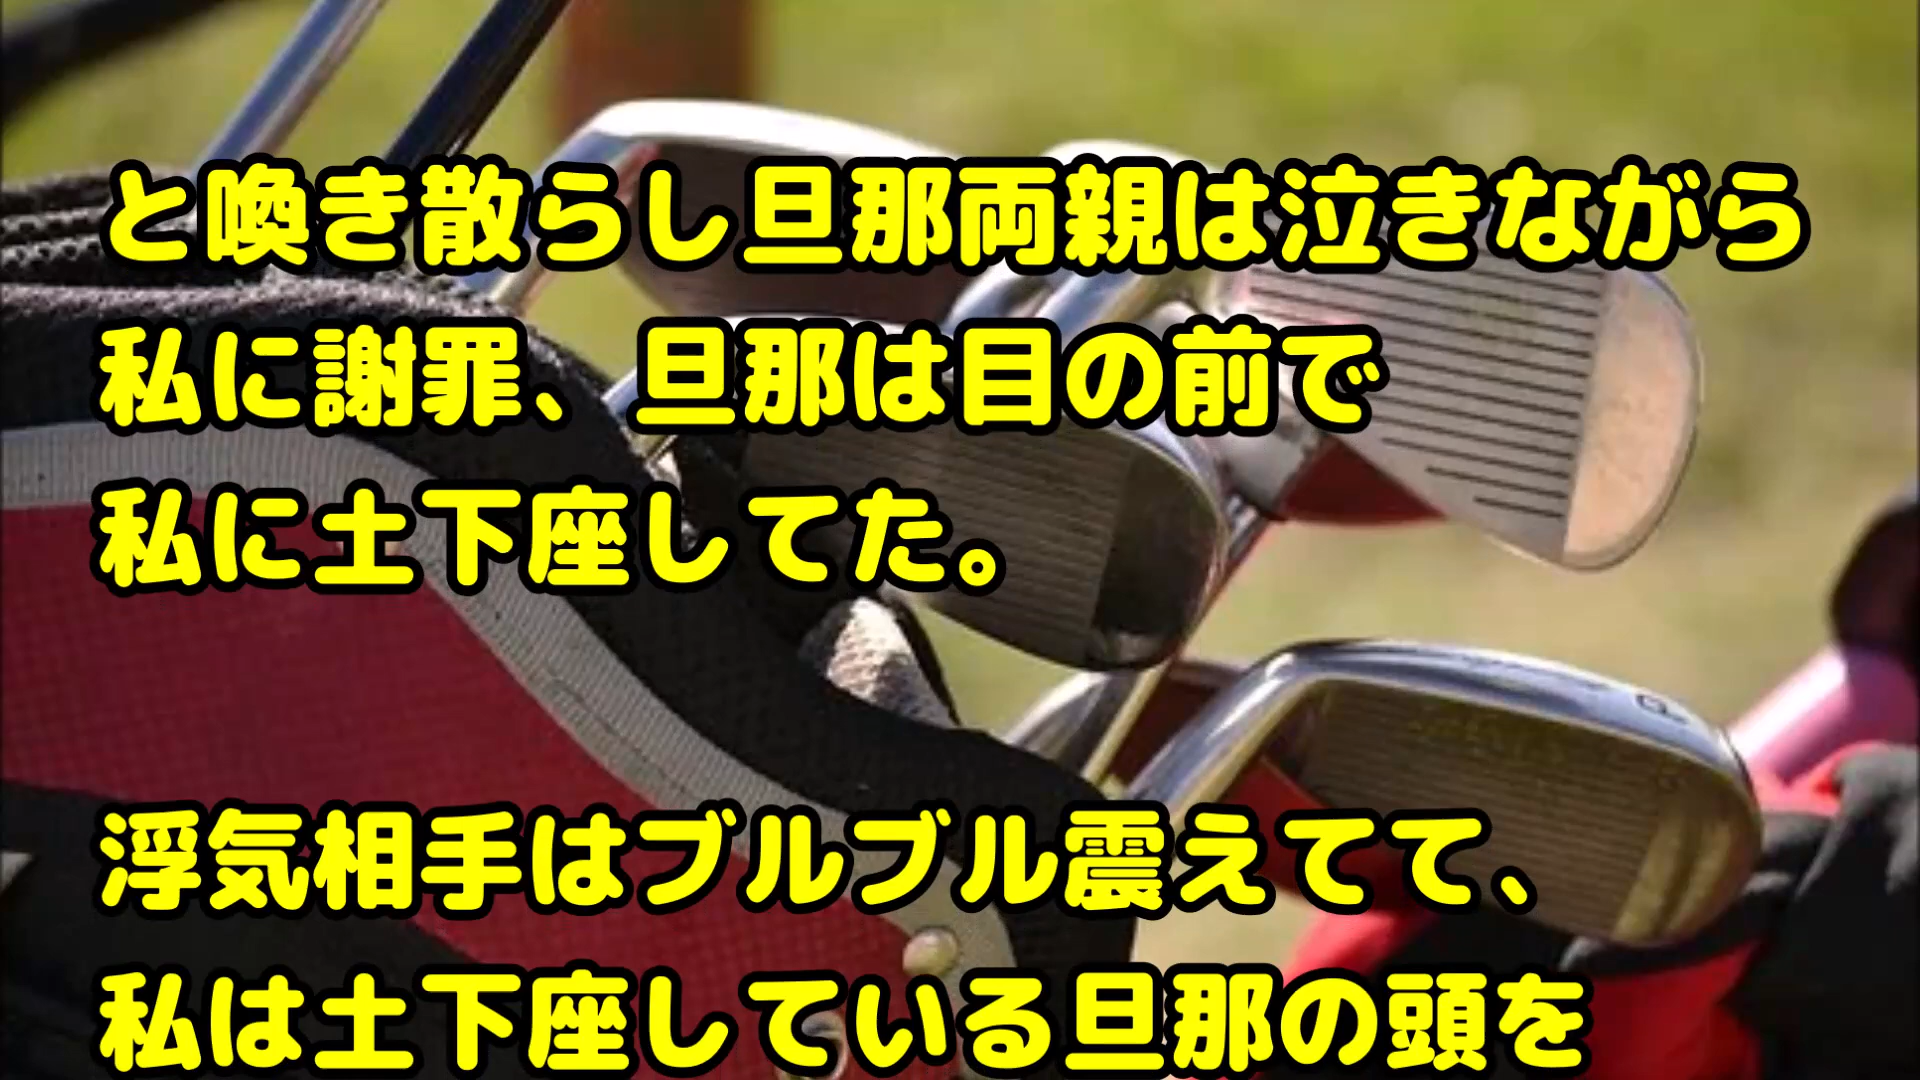 と喚き散らし旦那両親は泣きながら
私に謝罪、旦那は目の前で
私に土下座してた。
浮気相手はブルブル震えてて、
私は土下座している旦那の頭を